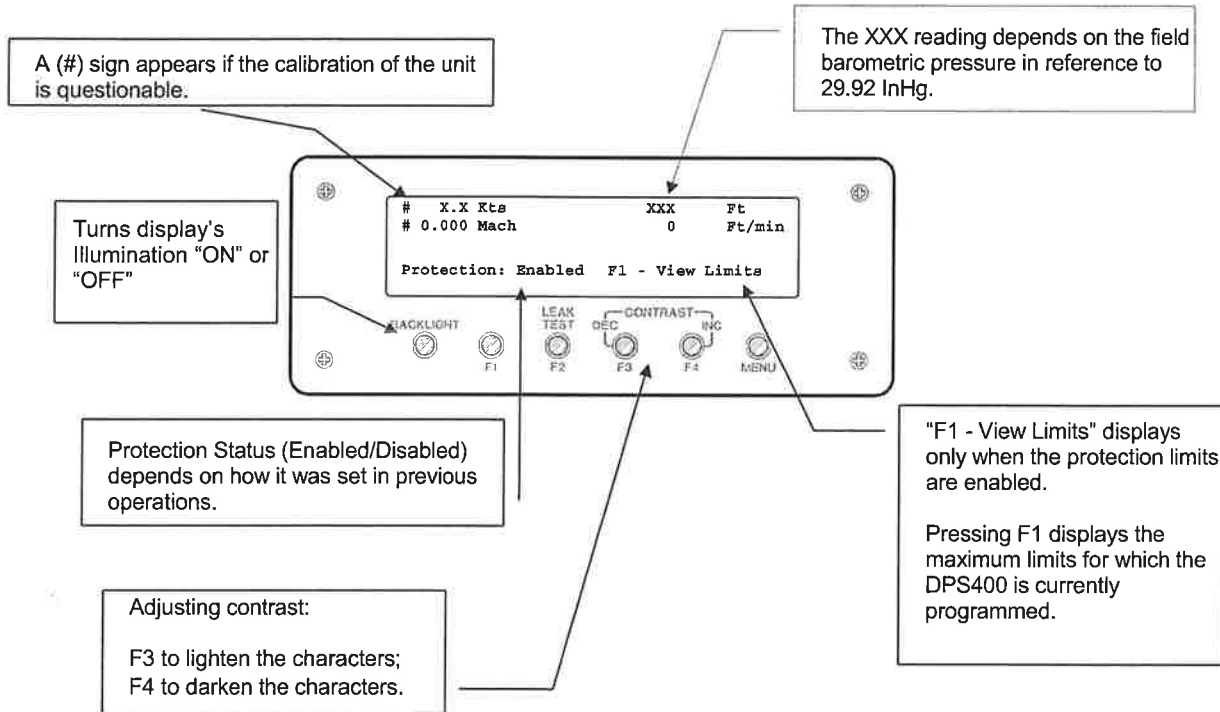 A (#) sign appears if the calibration of the unit
is questionable.
The XXX reading depends on the field
barometric pressure in reference to
29.92 InHg.
Turns display's
Illumination "ON" or
"OFF"
# X.X Kts XXX Ft
# 0.000 Mach 0 Ft/min
Protection: Enabled F1 - View Limits
BACKLIGHT
F1
LEAK
TEST
F2
CONTRAST
DEC
INC
F3
F4
MENU
Protection Status (Enabled/Disabled)
depends on how it was set in previous
operations.
"F1 - View Limits" displays
only when the protection limits
are enabled.
Pressing F1 displays the
maximum limits for which the
DPS400 is currently
programmed.
Adjusting contrast:
F3 to lighten the characters;
F4 to darken the characters.